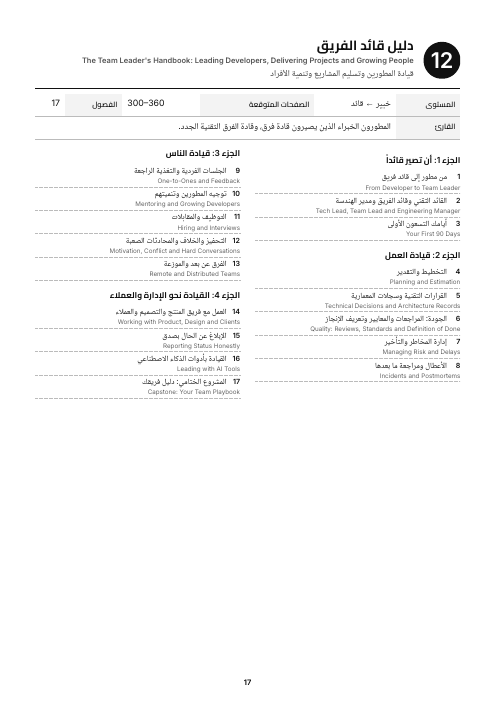 12
دليل قائد الفريق
The Team Leader's Handbook: Leading Developers, Delivering Projects and Growing People
قيادة المطورين وتسليم المشاريع وتنمية الأفراد
المستوى خبير ← قائد الصفحات المتوقعة 300–360 الفصول 17
القارئ المطورون الخبراء الذين يصيرون قادة فرق، وقادة الفرق التقنية الجدد.
الجزء 1: أن تصير قائداً
1 من مطور إلى قائد فريق
From Developer to Team Leader
2 القائد التقني وقائد الفريق ومدير الهندسة
Tech Lead, Team Lead and Engineering Manager
3 أيامك التسعون الأولى
Your First 90 Days
الجزء 2: قيادة العمل
4 التخطيط والتقدير
Planning and Estimation
5 القرارات التقنية وسجلات المعمارية
Technical Decisions and Architecture Records
6 الجودة: المراجعات والمعايير وتعريف الإنجاز
Quality: Reviews, Standards and Definition of Done
7 إدارة المخاطر والتأخير
Managing Risk and Delays
8 الأعطال ومراجعة ما بعدها
Incidents and Postmortems
الجزء 3: قيادة الناس
9 الجلسات الفردية والتغذية الراجعة
One-to-Ones and Feedback
10 توجيه المطورين وتنميتهم
Mentoring and Growing Developers
11 التوظيف والمقابلات
Hiring and Interviews
12 التحفيز والخلاف والمحادثات الصعبة
Motivation, Conflict and Hard Conversations
13 الفرق عن بعد والموزعة
Remote and Distributed Teams
الجزء 4: القيادة نحو الإدارة والعملاء
14 العمل مع فريق المنتج والتصميم والعملاء
Working with Product, Design and Clients
15 الإبلاغ عن الحال بصدق
Reporting Status Honestly
16 القيادة بأدوات الذكاء الاصطناعي
Leading with AI Tools
17 المشروع الختامي: دليل فريقك
Capstone: Your Team Playbook
17